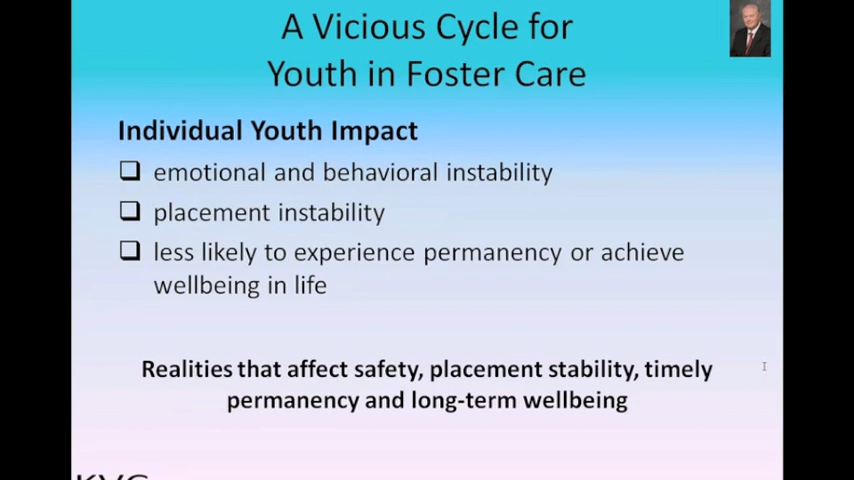 A Vicious Cycle for
Youth in Foster Care
Individual Youth Impact
emotional and behavioral instability
placement instability
less likely to experience permanency or achieve
wellbeing in life
Realities that affect safety, placement stability, timely
permanency and long-term wellbeing